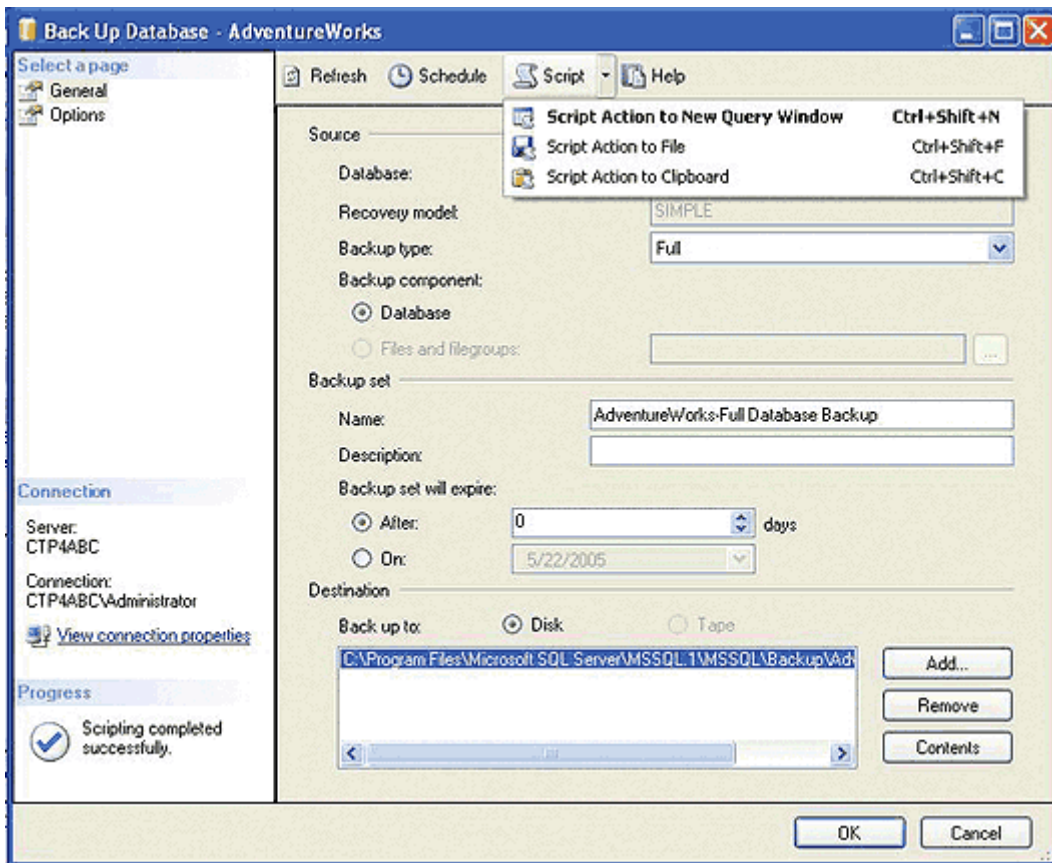 Back Up Database - AdventureWorks
Select a page
General
Options
Refresh Schedule Script Help
Script Action to New Query Window Ctrl+Shift+N
Script Action to File Ctrl+Shift+F
Script Action to Clipboard Ctrl+Shift+C
Source
Database:
Recovery model: SIMPLE
Backup type: Full
Backup component:
Database
Files and filegroups: ...
Backup set
Name: AdventureWorks-Full Database Backup
Description:
Backup set will expire:
After: 0 days
On: 5/22/2005
Destination
Back up to: Disk Tape
C:\Program Files\Microsoft SQL Server\MSSQL.1\MSSQL\Backup\Adv
Add...
Remove
Contents
Connection
Server:
CTP4ABC
Connection:
CTP4ABC\Administrator
View connection properties
Progress
Scripting completed
successfully.
OK Cancel